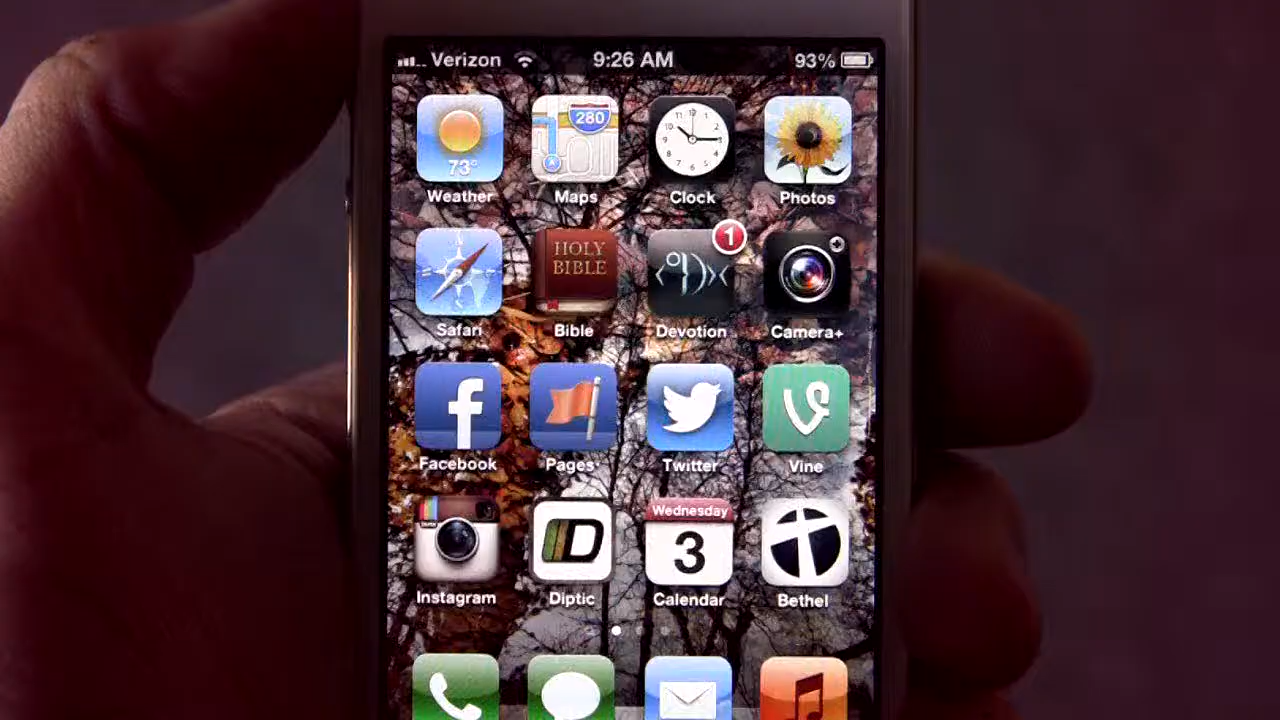 Verizon 9:26 AM 93%
280
73°
Weather Maps Clock Photos
1
HOLY
BIBLE
Safari Bible Devotion Camera+
f
Facebook Pages Twitter Vine
Wednesday
D 3
Instagram Diptic Calendar Bethel